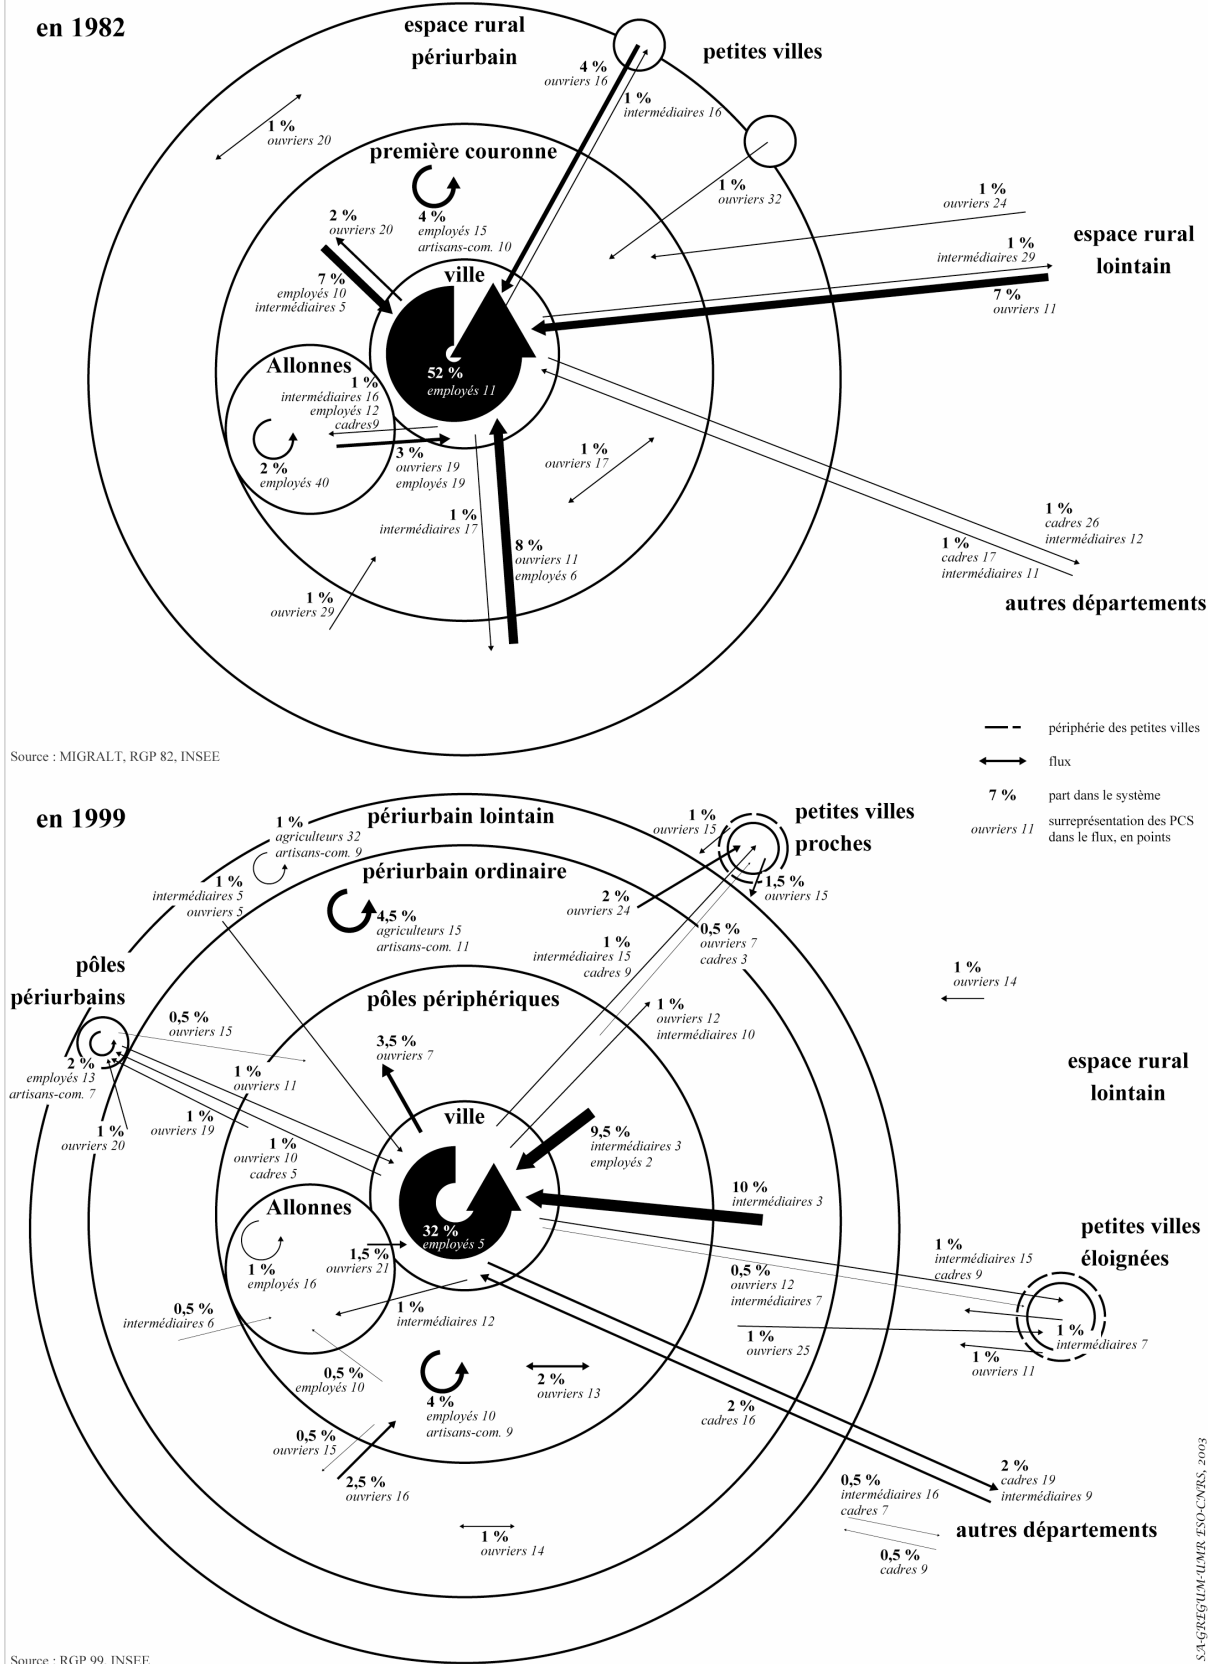 en 1982
espace rural
périurbain
petites villes
4 %
ouvriers 16
1 %
intermédiaires 16
1 %
ouvriers 20
première couronne
4 %
employés 15
artisans-com. 10
2 %
ouvriers 20
1 %
ouvriers 32
1 %
ouvriers 24
1 %
intermédiaires 29
espace rural
lointain
7 %
ouvriers 11
ville
7 %
employés 10
intermédiaires 5
52 %
employés 11
Allonnes
1 %
intermédiaires 16
employés 12
cadres9
2 %
employés 40
3 %
ouvriers 19
employés 19
1 %
ouvriers 17
1 %
intermédiaires 17
8 %
ouvriers 11
employés 6
1 %
ouvriers 29
1 %
cadres 26
intermédiaires 12
1 %
cadres 17
intermédiaires 11
autres départements
Source : MIGRALT, RGP 82, INSEE
périphérie des petites villes
flux
7 %
part dans le système
ouvriers 11
surreprésentation des PCS
dans le flux, en points
en 1999
périurbain lointain
petites villes
proches
1 %
agriculteurs 32
artisans-com. 9
1 %
ouvriers 15
périurbain ordinaire
1 %
intermédiaires 5
ouvriers 5
1,5 %
ouvriers 15
2 %
ouvriers 24
4,5 %
agriculteurs 15
artisans-com. 11
0,5 %
ouvriers 7
cadres 3
1 %
intermédiaires 15
cadres 9
pôles
périurbains
1 %
ouvriers 14
pôles périphériques
0,5 %
ouvriers 15
1 %
ouvriers 12
intermédiaires 10
3,5 %
ouvriers 7
espace rural
lointain
2 %
employés 13
artisans-com. 7
1 %
ouvriers 11
ville
1 %
ouvriers 19
1 %
ouvriers 20
1 %
ouvriers 10
cadres 5
9,5 %
intermédiaires 3
employés 2
10 %
intermédiaires 3
Allonnes
32 %
employés 5
1,5 %
ouvriers 21
1 %
employés 16
petites villes
éloignées
1 %
intermédiaires 15
cadres 9
0,5 %
ouvriers 12
intermédiaires 7
0,5 %
intermédiaires 6
1 %
intermédiaires 12
1 %
intermédiaires 7
1 %
ouvriers 25
1 %
ouvriers 11
0,5 %
employés 10
2 %
ouvriers 13
4 %
employés 10
artisans-com. 9
2 %
cadres 16
0,5 %
ouvriers 15
2,5 %
ouvriers 16
2 %
cadres 19
intermédiaires 9
0,5 %
intermédiaires 16
cadres 7
autres départements
1 %
ouvriers 14
0,5 %
cadres 9
SA-GREGUM-UMR ESO-CNRS, 2003
Source : RGP 99, INSEE